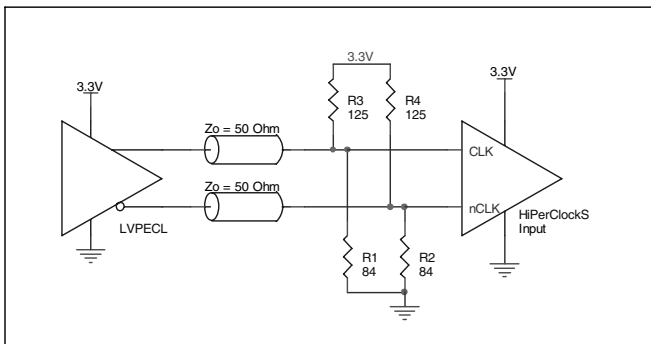 3.3V
3.3V
3.3V
R3
125
R4
125
Zo = 50 Ohm
CLK
Zo = 50 Ohm
nCLK
HiPerClockS
Input
LVPECL
R1
84
R2
84